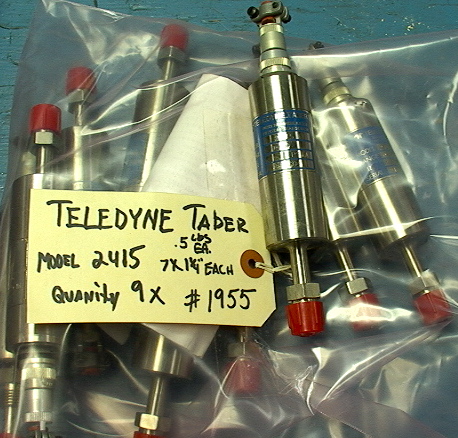 TELEDYNE TABER
.5 LBS EA.
MODEL 2415 7X1¼" EACH
QUANitY 9X #1955